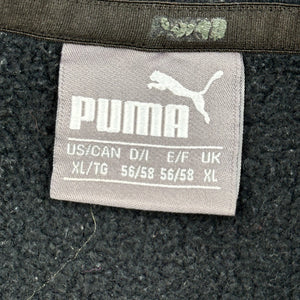 PUMA
US/CAN D/I E/F UK
XL/TG 56/58 56/58 XL